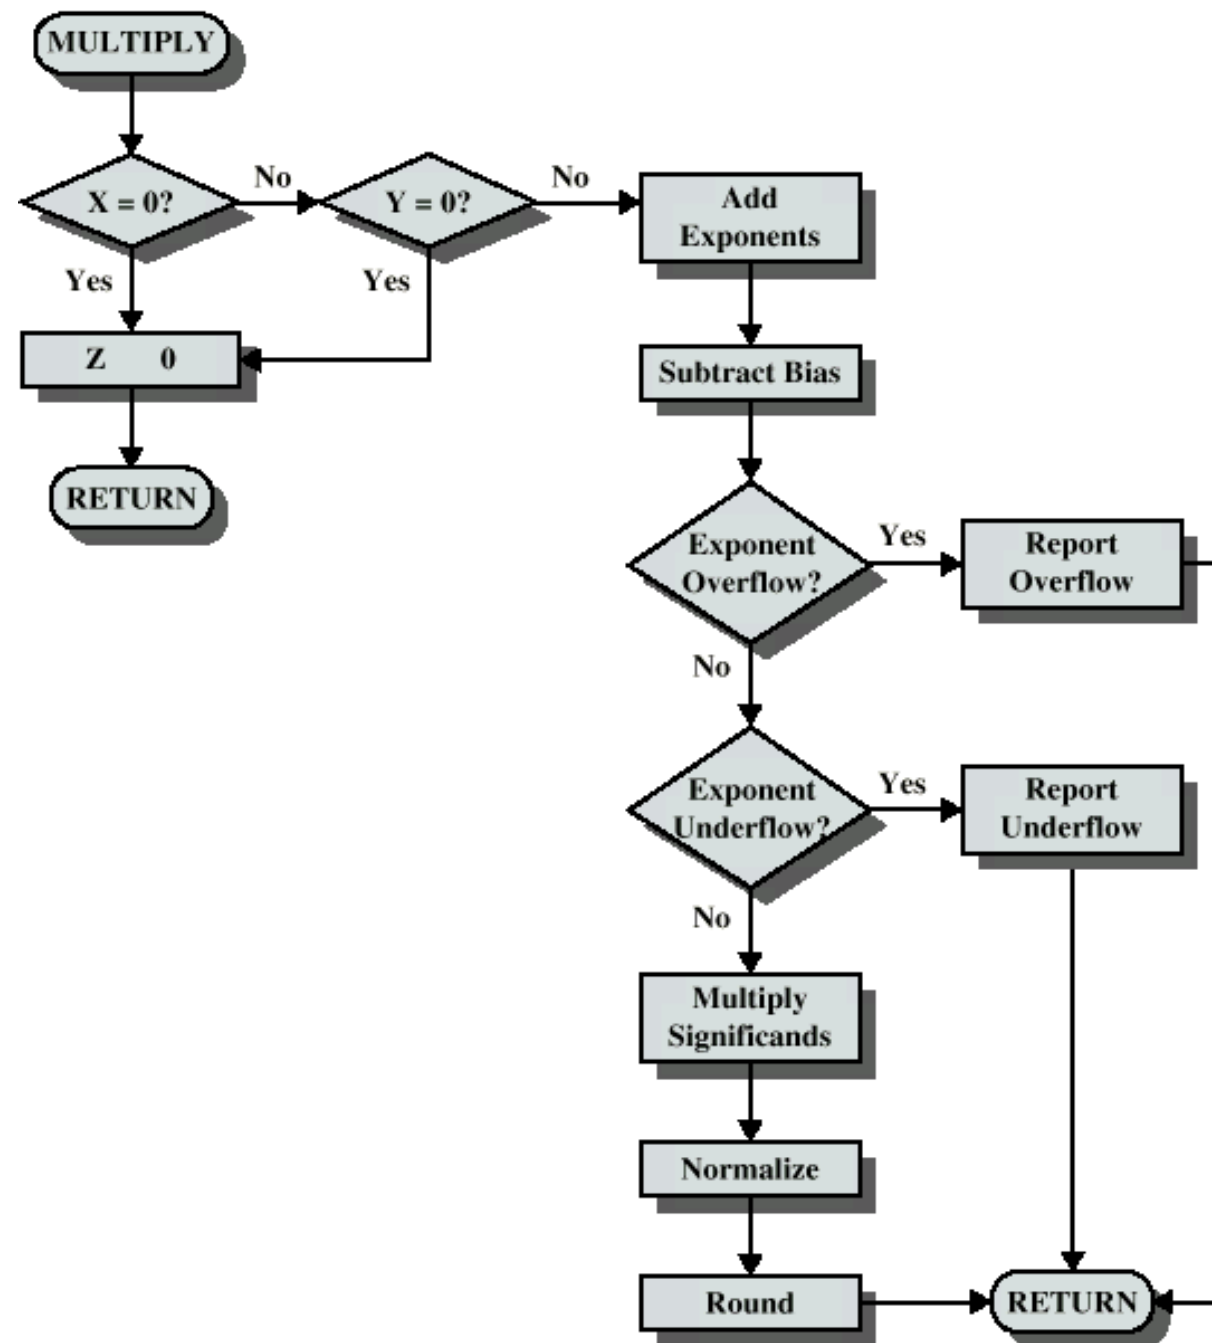 MULTIPLY
X = 0?
No
Y = 0?
No
Add
Exponents
Yes
Yes
Z 0
Subtract Bias
RETURN
Exponent
Overflow?
Yes
Report
Overflow
No
Exponent
Underflow?
Yes
Report
Underflow
No
Multiply
Significands
Normalize
Round
RETURN